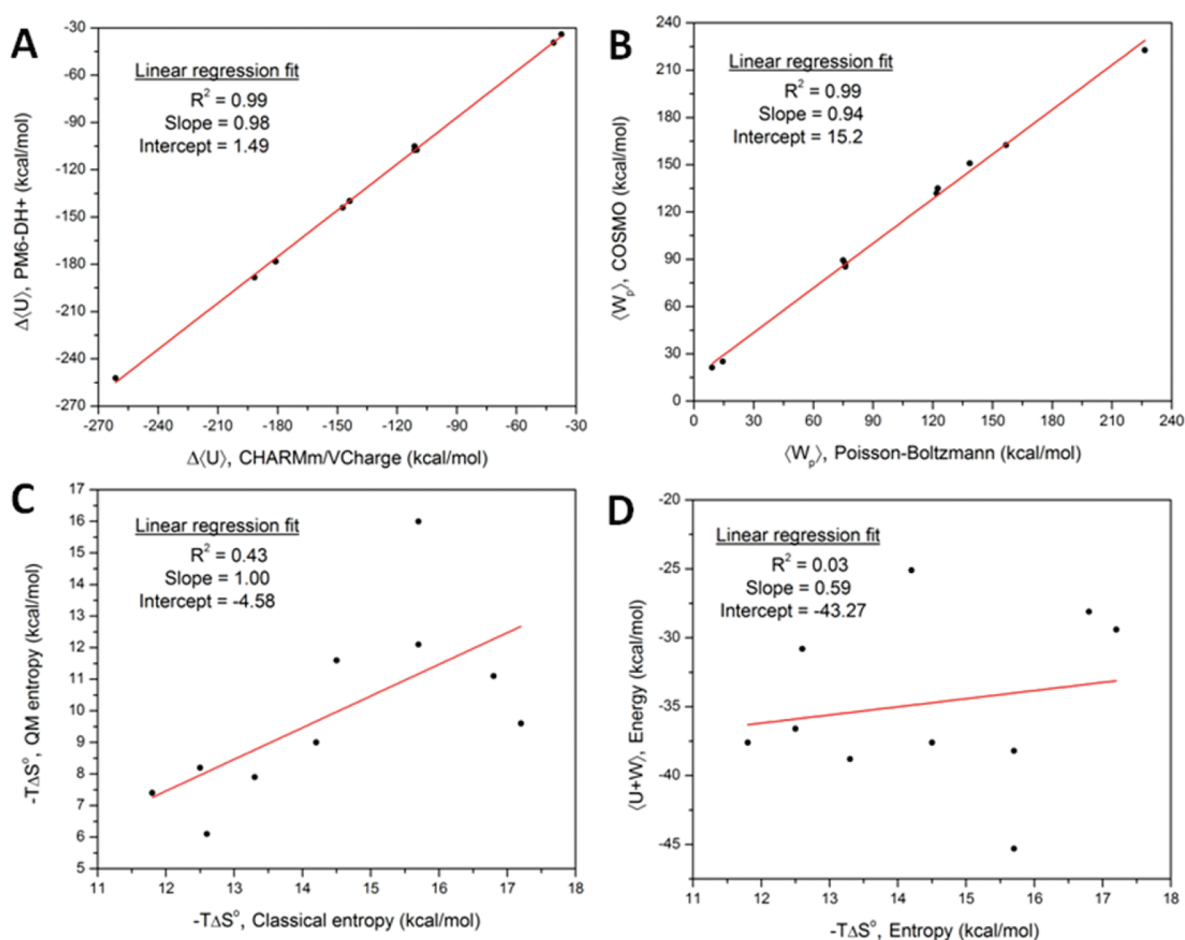 A
Linear regression fit
R² = 0.99
Slope = 0.98
Intercept = 1.49
Δ⟨U⟩, PM6-DH+ (kcal/mol)
-30
-60
-90
-120
-150
-180
-210
-240
-270
-270 -240 -210 -180 -150 -120 -90 -60 -30
Δ⟨U⟩, CHARMm/VCharge (kcal/mol)
B
Linear regression fit
R² = 0.99
Slope = 0.94
Intercept = 15.2
⟨Wp⟩, COSMO (kcal/mol)
240
210
180
150
120
90
60
30
0
0 30 60 90 120 150 180 210 240
⟨Wp⟩, Poisson-Boltzmann (kcal/mol)
C
Linear regression fit
R² = 0.43
Slope = 1.00
Intercept = -4.58
-TΔS°, QM entropy (kcal/mol)
17
16
15
14
13
12
11
10
9
8
7
6
5
11 12 13 14 15 16 17 18
-TΔS°, Classical entropy (kcal/mol)
D
Linear regression fit
R² = 0.03
Slope = 0.59
Intercept = -43.27
⟨U+W⟩, Energy (kcal/mol)
-20
-25
-30
-35
-40
-45
11 12 13 14 15 16 17 18
-TΔS°, Entropy (kcal/mol)